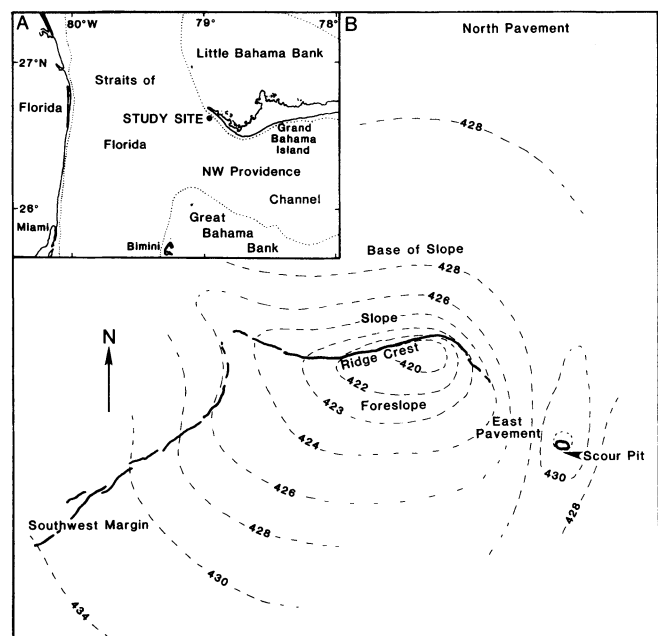 A
80°W
79°
78°
B
North Pavement
27°N
Little Bahama Bank
Straits of
Florida
STUDY SITE
Florida
Grand
Bahama
Island
NW Providence
Channel
26°
Great
Bahama
Bank
Miami
Bimini
428
Base of Slope
428
426
Slope
N
Ridge Crest
420
422
423
Foreslope
424
East
Pavement
Scour Pit
430
426
428
428
Southwest Margin
430
434